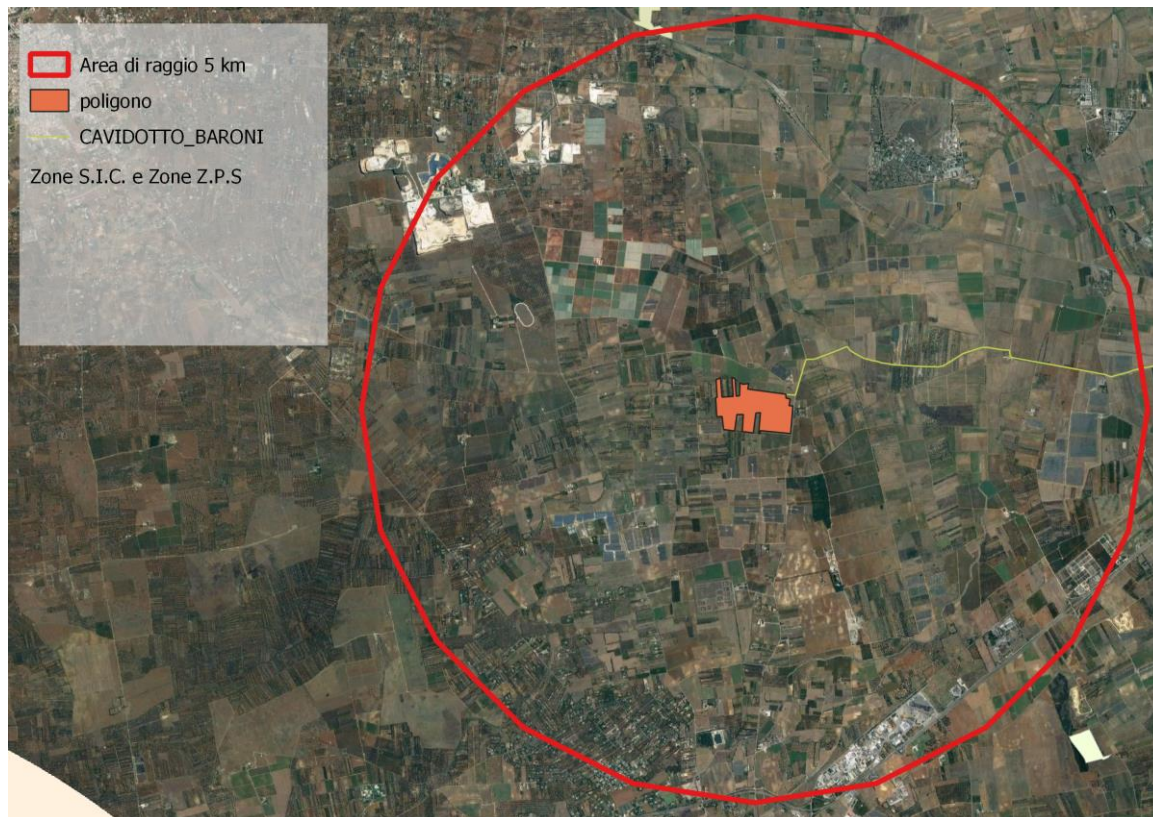 Area di raggio 5 km
poligono
CAVIDOTTO_BARONI
Zone S.I.C. e Zone Z.P.S